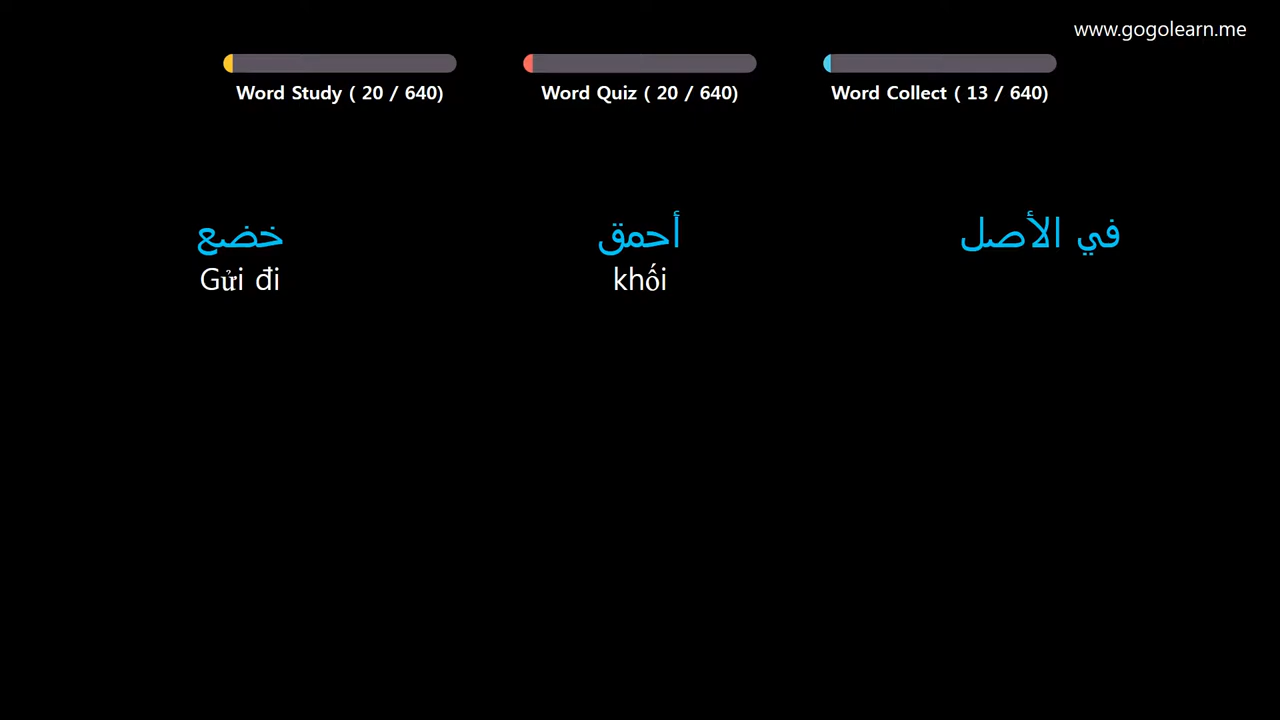 www.gogolearn.me
Word Study ( 20 / 640)
Word Quiz ( 20 / 640)
Word Collect ( 13 / 640)
خضع
Gửi đi
أحمق
khối
في الأصل